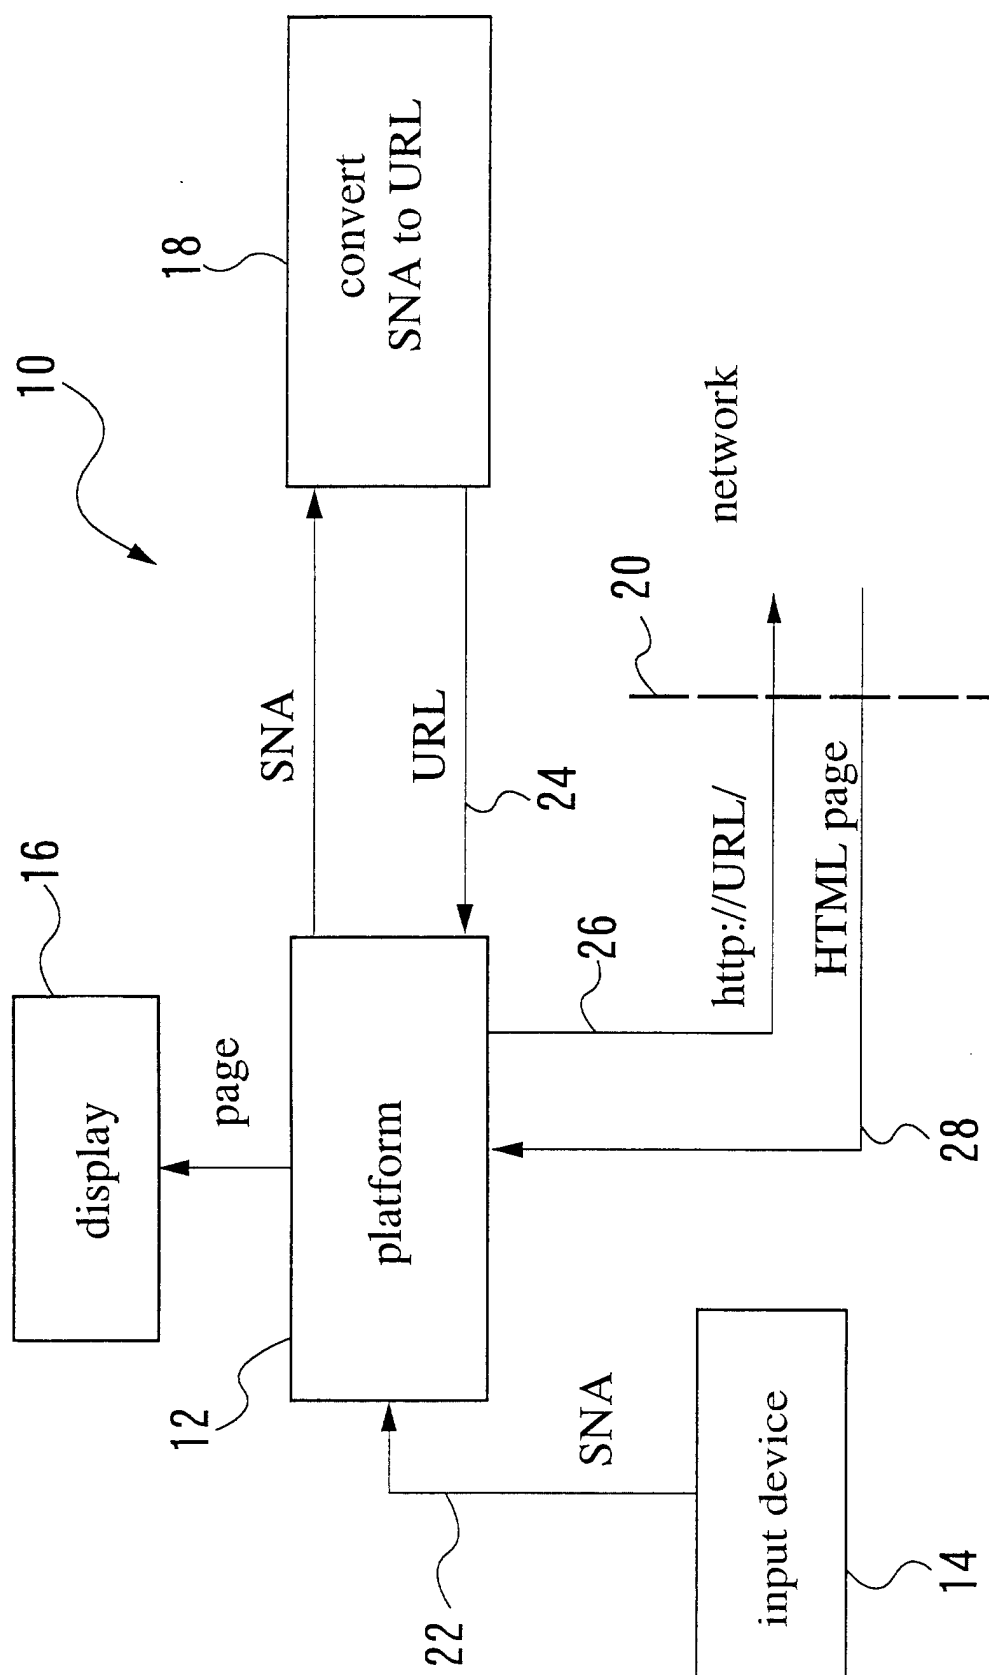 10
16
display
page
18
convert
SNA to URL
SNA
URL
24
12
platform
26
22
SNA
http://URL/
20
network
HTML page
28
input device
14